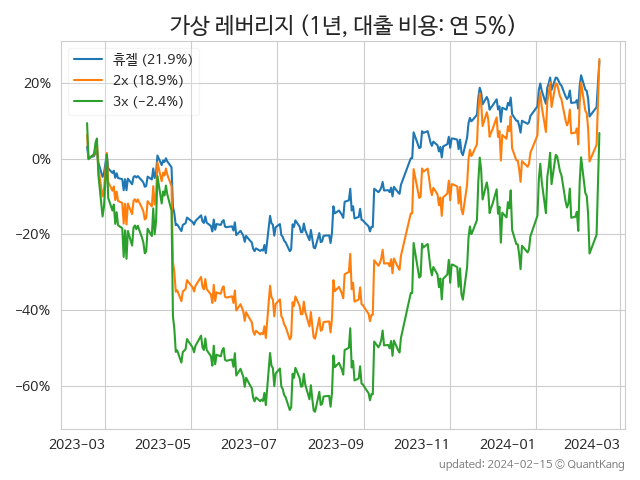 가상 레버리지 (1년, 대출 비용: 연 5%)
휴젤 (21.9%)
2x (18.9%)
3x (−2.4%)
20%
0%
−20%
−40%
−60%
2023-03 2023-05 2023-07 2023-09 2023-11 2024-01 2024-03
updated: 2024-02-15 © QuantKang